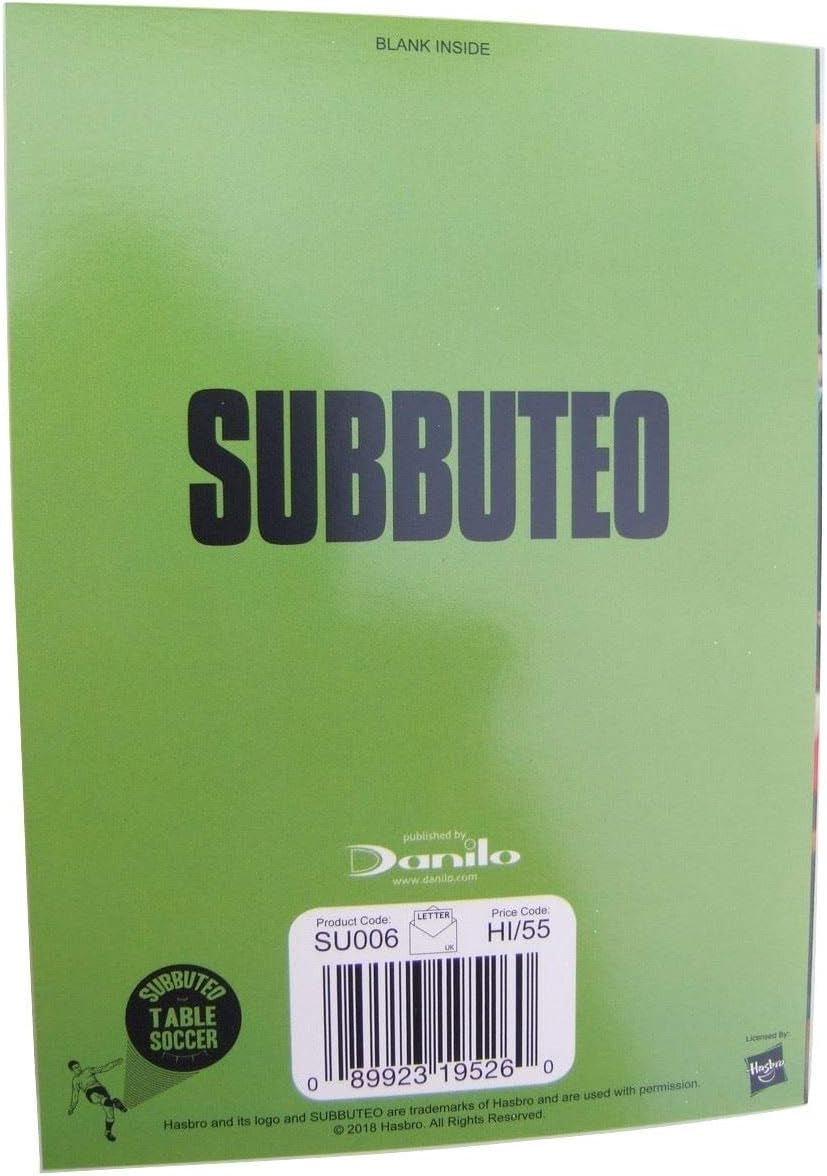 BLANK INSIDE
SUBBUTEO
published by
Danilo
www.danilo.com
Product Code:
SU006
LETTER
UK
Price Code:
HI/55
0 89923 19526 0
SUBBUTEO
TABLE
SOCCER
Licensed By:
Hasbro
Hasbro and its logo and SUBBUTEO are trademarks of Hasbro and are used with permission.
© 2018 Hasbro. All Rights Reserved.